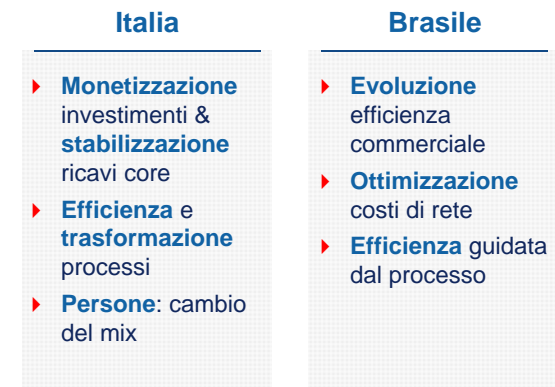 Italia
Monetizzazione
investimenti &
stabilizzazione
ricavi core
Efficienza e
trasformazione
processi
Persone: cambio
del mix
Brasile
Evoluzione
efficienza
commerciale
Ottimizzazione
costi di rete
Efficienza guidata
dal processo